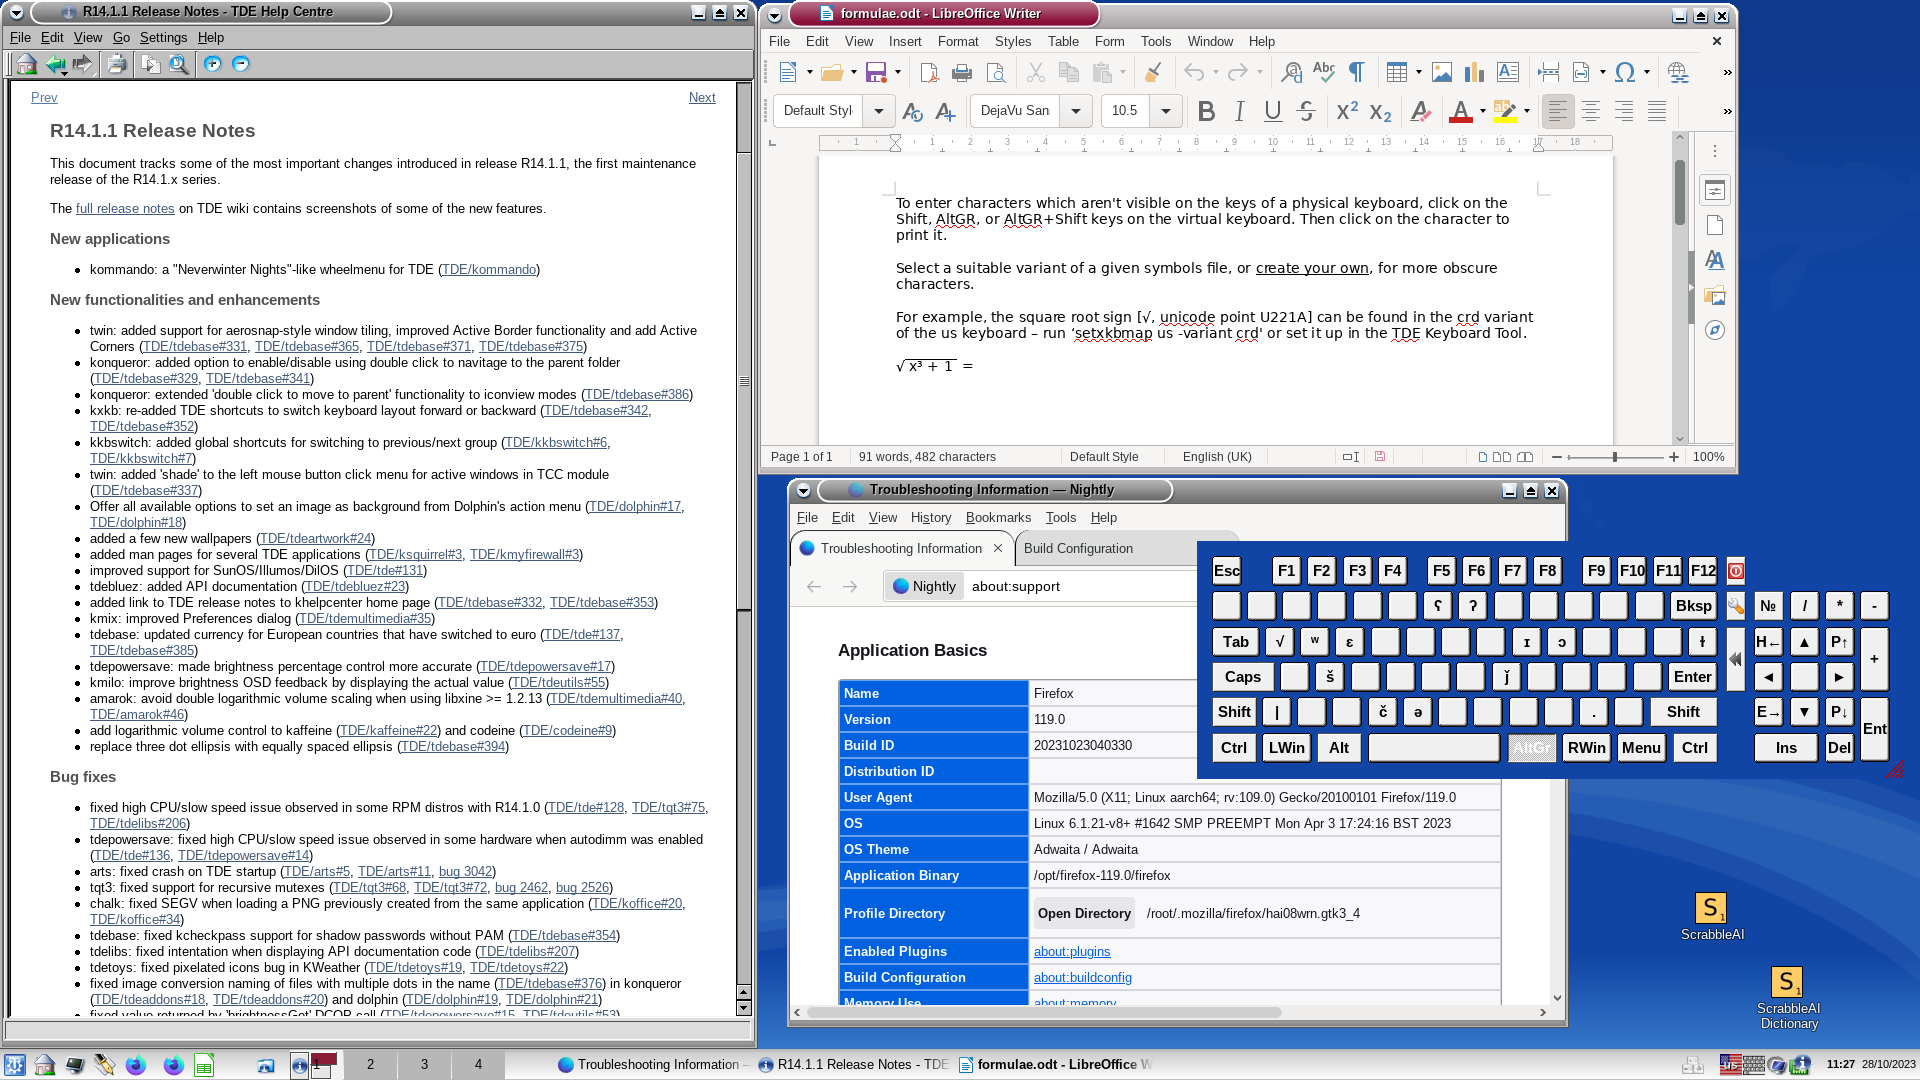 R14.1.1 Release Notes - TDE Help Centre
File Edit View Go Settings Help
Prev Next
R14.1.1 Release Notes
This document tracks some of the most important changes introduced in release R14.1.1, the first maintenance
release of the R14.1.x series.
The full release notes on TDE wiki contains screenshots of some of the new features.
New applications
kommando: a "Neverwinter Nights"-like wheelmenu for TDE (TDE/kommando)
New functionalities and enhancements
twin: added support for aerosnap-style window tiling, improved Active Border functionality and add Active
Corners (TDE/tdebase#331, TDE/tdebase#365, TDE/tdebase#371, TDE/tdebase#375)
konqueror: added option to enable/disable using double click to navitage to the parent folder
(TDE/tdebase#329, TDE/tdebase#341)
konqueror: extended 'double click to move to parent' functionality to iconview modes (TDE/tdebase#386)
kxkb: re-added TDE shortcuts to switch keyboard layout forward or backward (TDE/tdebase#342,
TDE/tdebase#352)
kkbswitch: added global shortcuts for switching to previous/next group (TDE/kkbswitch#6,
TDE/kkbswitch#7)
twin: added 'shade' to the left mouse button click menu for active windows in TCC module
(TDE/tdebase#337)
Offer all available options to set an image as background from Dolphin's action menu (TDE/dolphin#17,
TDE/dolphin#18)
added a few new wallpapers (TDE/tdeartwork#24)
added man pages for several TDE applications (TDE/ksquirrel#3, TDE/kmyfirewall#3)
improved support for SunOS/Illumos/DilOS (TDE/tde#131)
tdebluez: added API documentation (TDE/tdebluez#23)
added link to TDE release notes to khelpcenter home page (TDE/tdebase#332, TDE/tdebase#353)
kmix: improved Preferences dialog (TDE/tdemultimedia#35)
tdebase: updated currency for European countries that have switched to euro (TDE/tde#137,
TDE/tdebase#385)
tdepowersave: made brightness percentage control more accurate (TDE/tdepowersave#17)
kmilo: improve brightness OSD feedback by displaying the actual value (TDE/tdeutils#55)
amarok: avoid double logarithmic volume scaling when using libxine >= 1.2.13 (TDE/tdemultimedia#40,
TDE/amarok#46)
add logarithmic volume control to kaffeine (TDE/kaffeine#22) and codeine (TDE/codeine#9)
replace three dot ellipsis with equally spaced ellipsis (TDE/tdebase#394)
Bug fixes
fixed high CPU/slow speed issue observed in some RPM distros with R14.1.0 (TDE/tde#128, TDE/tqt3#75,
TDE/tdelibs#206)
tdepowersave: fixed high CPU/slow speed issue observed in some hardware when autodimm was enabled
(TDE/tde#136, TDE/tdepowersave#14)
arts: fixed crash on TDE startup (TDE/arts#5, TDE/arts#11, bug 3042)
tqt3: fixed support for recursive mutexes (TDE/tqt3#68, TDE/tqt3#72, bug 2462, bug 2526)
chalk: fixed SEGV when loading a PNG previously created from the same application (TDE/koffice#20,
TDE/koffice#34)
tdebase: fixed kcheckpass support for shadow passwords without PAM (TDE/tdebase#354)
tdelibs: fixed intentation when displaying API documentation code (TDE/tdelibs#207)
tdetoys: fixed pixelated icons bug in KWeather (TDE/tdetoys#19, TDE/tdetoys#22)
fixed image conversion naming of files with multiple dots in the name (TDE/tdebase#376) in konqueror
(TDE/tdeaddons#18, TDE/tdeaddons#20) and dolphin (TDE/dolphin#19, TDE/dolphin#21)
fixed value returned by 'brightnessGet' DCOP call (TDE/tdepowersave#15, TDE/tdeutils#53)
formulae.odt - LibreOffice Writer
File Edit View Insert Format Styles Table Form Tools Window Help
Default Styl DejaVu San 10.5
1 1 2 3 4 5 6 7 8 9 10 11 12 13 14 15 16 17 18
To enter characters which aren't visible on the keys of a physical keyboard, click on the
Shift, AltGR, or AltGR+Shift keys on the virtual keyboard. Then click on the character to
print it.
Select a suitable variant of a given symbols file, or create your own, for more obscure
characters.
For example, the square root sign [√, unicode point U221A] can be found in the crd variant
of the us keyboard – run ‘setxkbmap us -variant crd' or set it up in the TDE Keyboard Tool.
√x³ + 1 =
Page 1 of 1 91 words, 482 characters Default Style English (UK) 100%
Troubleshooting Information — Nightly
File Edit View History Bookmarks Tools Help
Troubleshooting Information Build Configuration
Nightly about:support
Application Basics
Name Firefox
Version 119.0
Build ID 20231023040330
Distribution ID
User Agent Mozilla/5.0 (X11; Linux aarch64; rv:109.0) Gecko/20100101 Firefox/119.0
OS Linux 6.1.21-v8+ #1642 SMP PREEMPT Mon Apr 3 17:24:16 BST 2023
OS Theme Adwaita / Adwaita
Application Binary /opt/firefox-119.0/firefox
Profile Directory Open Directory /root/.mozilla/firefox/hai08wrn.gtk3_4
Enabled Plugins about:plugins
Build Configuration about:buildconfig
Memory Use about:memory
Esc F1 F2 F3 F4 F5 F6 F7 F8 F9 F10 F11 F12
ʕ ʔ Bksp № / * -
Tab √ ʷ ɛ ɪ ɔ ɫ H← ▲ P↑ +
Caps š ǰ Enter ◄ ►
Shift | č ə . Shift E→ ▼ P↓ Ent
Ctrl LWin Alt AltGr RWin Menu Ctrl Ins Del
ScrabbleAI
ScrabbleAI
Dictionary
1 2 3 4 Troubleshooting Information — R14.1.1 Release Notes - TDE formulae.odt - LibreOffice W us 11:27 28/10/2023